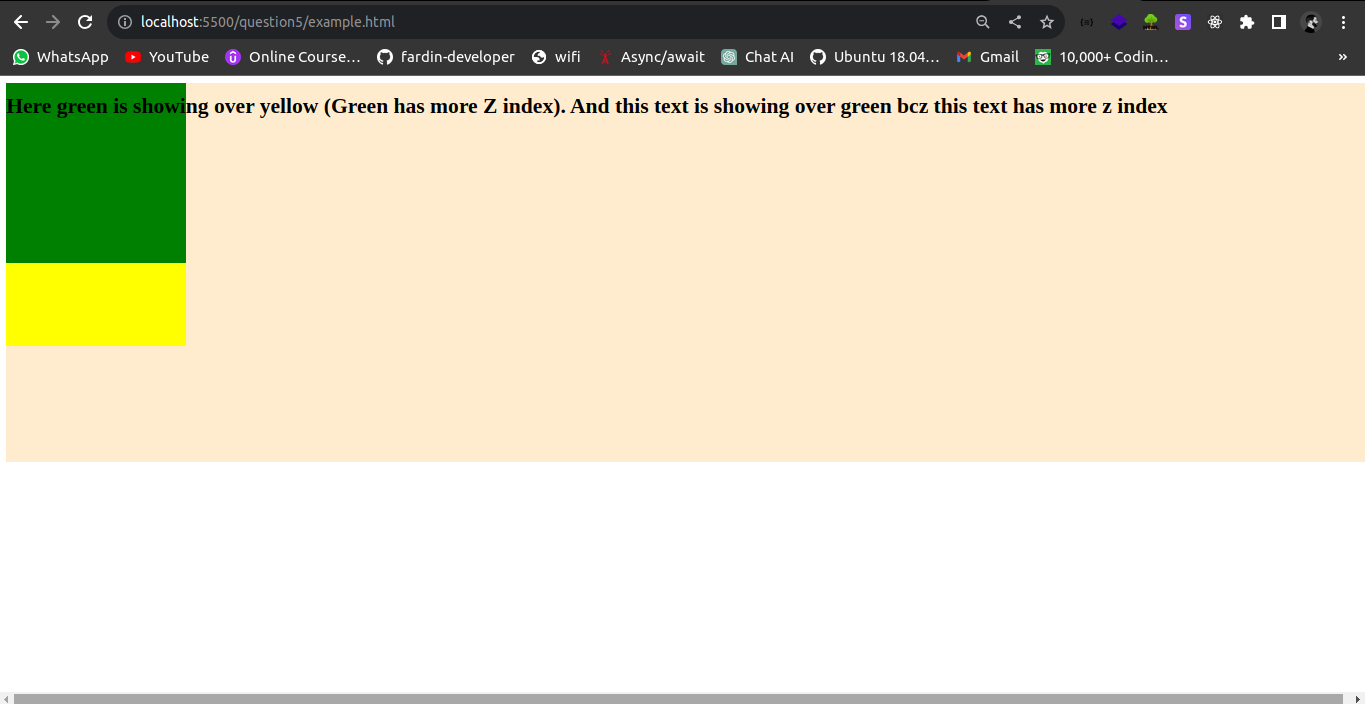 localhost:5500/question5/example.html
WhatsApp YouTube Online Course... fardin-developer wifi Async/await Chat AI Ubuntu 18.04... Gmail 10,000+ Codin... »
Here green is showing over yellow (Green has more Z index). And this text is showing over green bcz this text has more z index